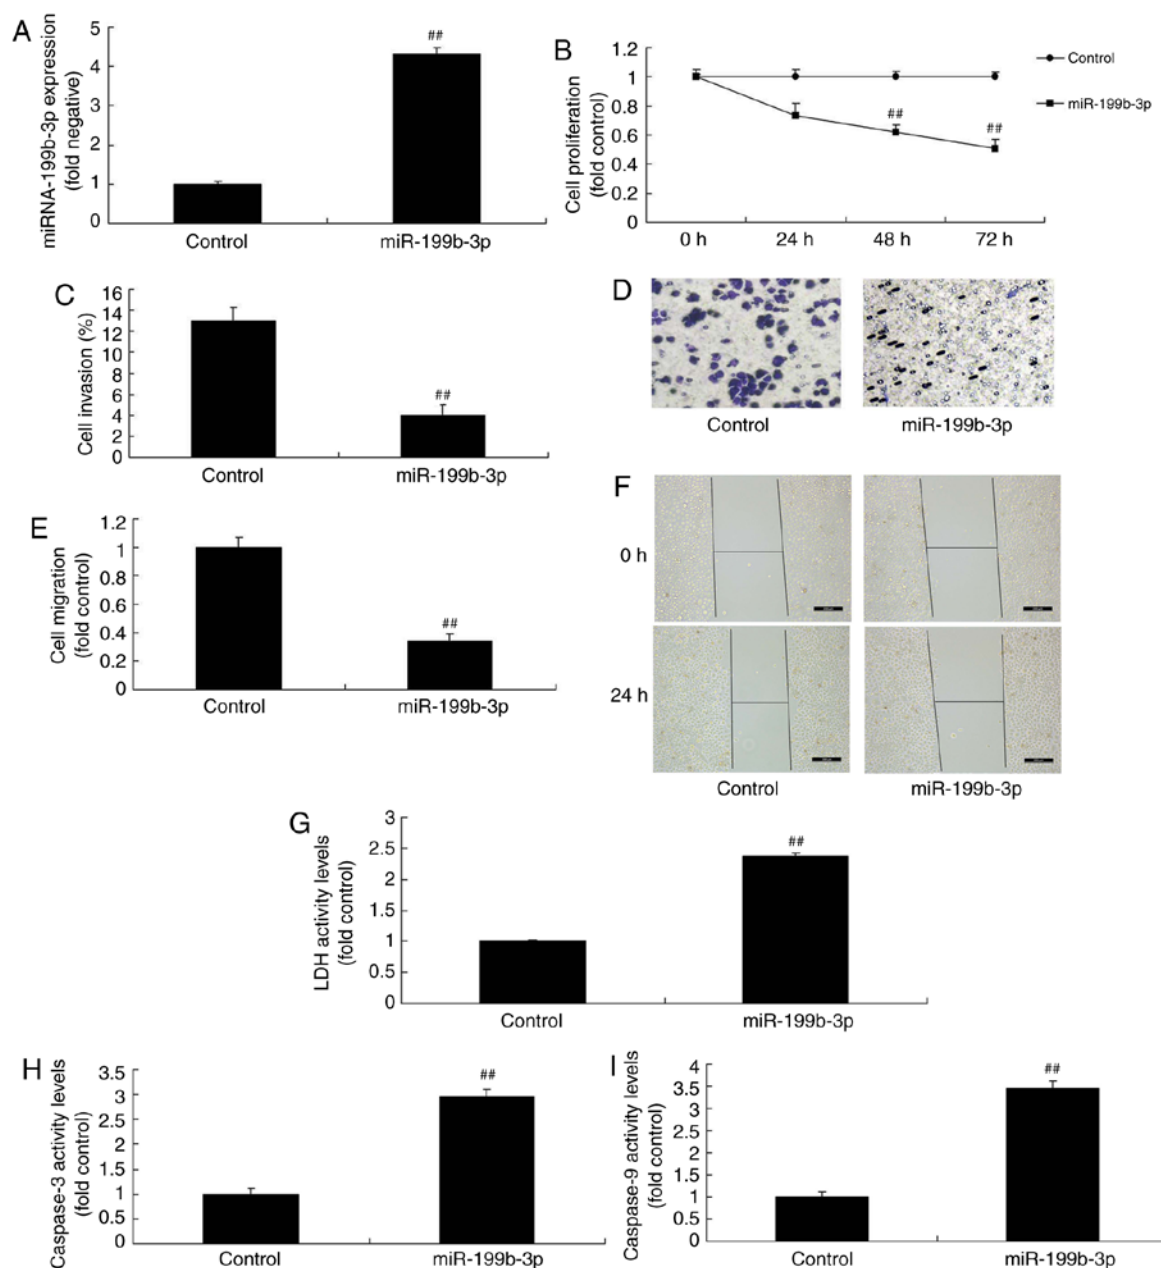 A
miRNA-199b-3p expression
(fold negative)
5
4
3
2
1
0
##
Control
miR-199b-3p
B
Cell proliferation
(fold control)
1.2
1
0.8
0.6
0.4
0.2
0
##
##
0 h
24 h
48 h
72 h
Control
miR-199b-3p
C
Cell invasion (%)
16
14
13
10
8
6
4
2
0
##
Control
miR-199b-3p
D
Control
miR-199b-3p
E
Cell migration
(fold control)
1.2
1
0.8
0.6
0.4
0.2
0
##
Control
miR-199b-3p
F
0 h
24 h
Control
miR-199b-3p
G
LDH activity levels
(fold control)
3
2.5
2
1.5
1
0.5
0
##
Control
miR-199b-3p
H
Caspase-3 activity levels
(fold control)
3.5
3
2.5
2
1.5
1
0.5
0
##
Control
miR-199b-3p
I
Caspase-9 activity levels
(fold control)
4
3.5
3
2.5
2
1.5
1
0.5
0
##
Control
miR-199b-3p